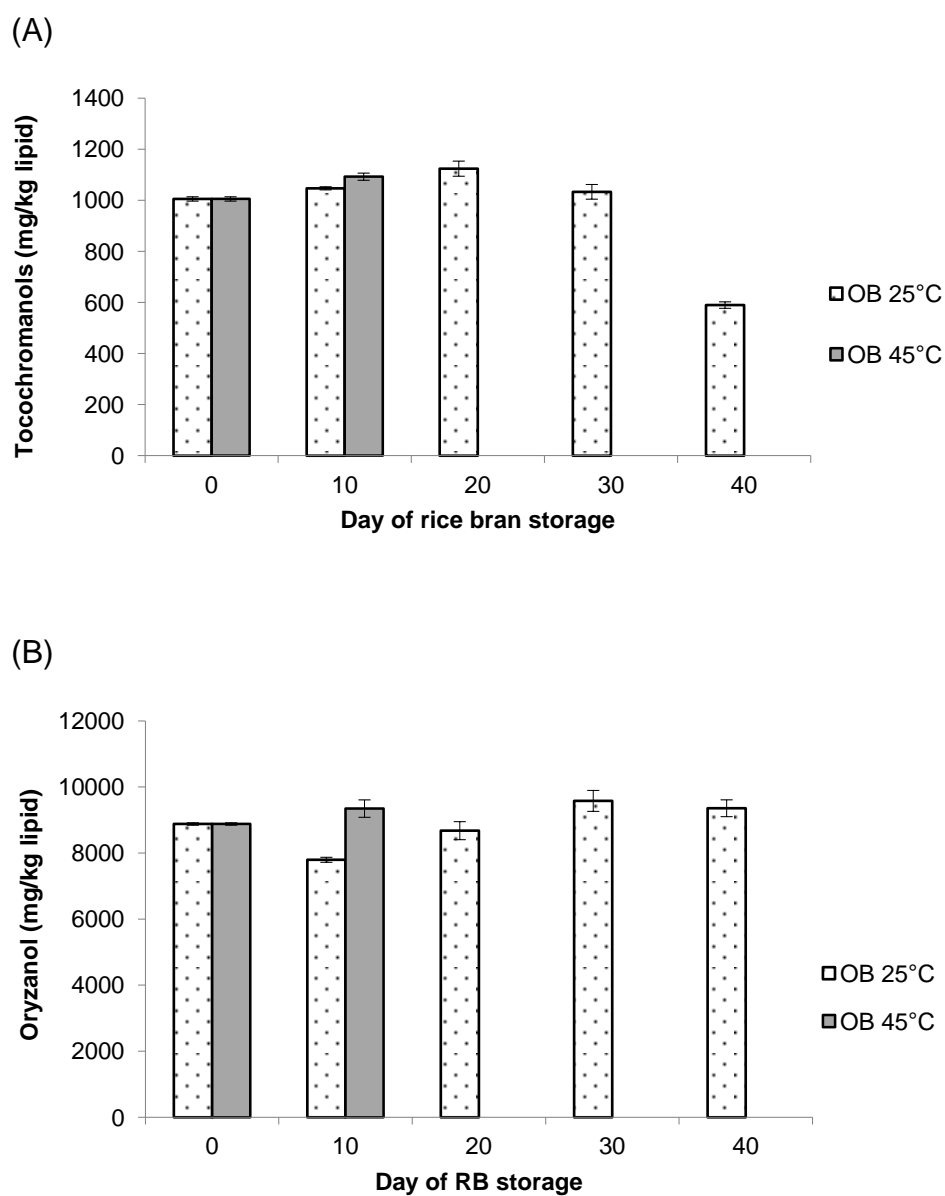 (A)
1400
1200
1000
800
600
400
200
0
Tocochromanols (mg/kg lipid)
0 10 20 30 40
Day of rice bran storage
OB 25°C
OB 45°C
(B)
12000
10000
8000
6000
4000
2000
0
Oryzanol (mg/kg lipid)
0 10 20 30 40
Day of RB storage
OB 25°C
OB 45°C